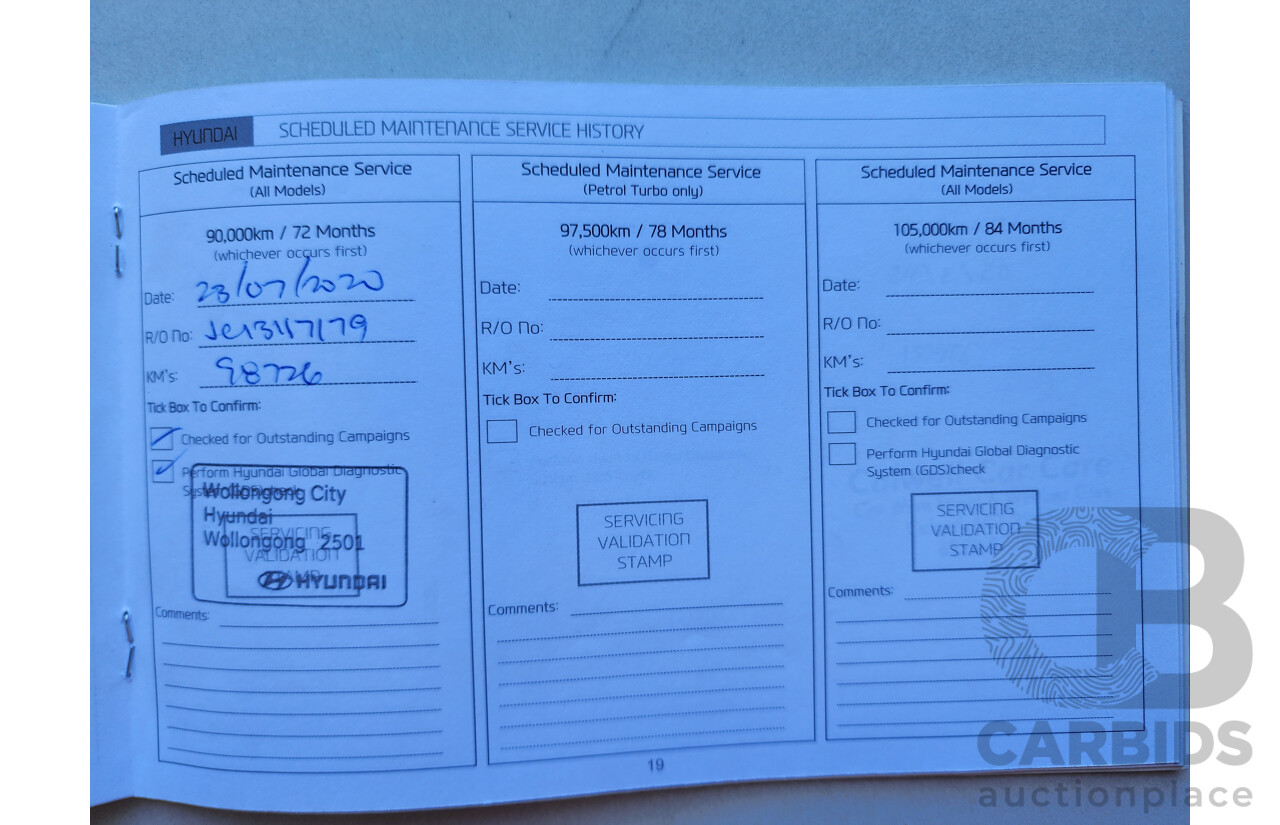 HYUNDAI SCHEDULED MAINTENANCE SERVICE HISTORY
Scheduled Maintenance Service
(All Models)
90,000km / 72 Months
(whichever occurs first)
Date: 23/07/2020
R/O No:
KM's: 98726
Tick Box To Confirm:
Checked for Outstanding Campaigns
Perform Hyundai Global Diagnostic
System (GDS)check
Wollongong City
Hyundai
Wollongong 2501
HYUNDAI
SERVICING
VALIDATION
STAMP
Comments:
Scheduled Maintenance Service
(Petrol Turbo only)
97,500km / 78 Months
(whichever occurs first)
Date:
R/O No:
KM's:
Tick Box To Confirm:
Checked for Outstanding Campaigns
SERVICING
VALIDATION
STAMP
Comments:
Scheduled Maintenance Service
(All Models)
105,000km / 84 Months
(whichever occurs first)
Date:
R/O No:
KM's:
Tick Box To Confirm:
Checked for Outstanding Campaigns
Perform Hyundai Global Diagnostic
System (GDS)check
SERVICING
VALIDATION
STAMP
Comments:
19
CB
CARBIDS
auctionplace